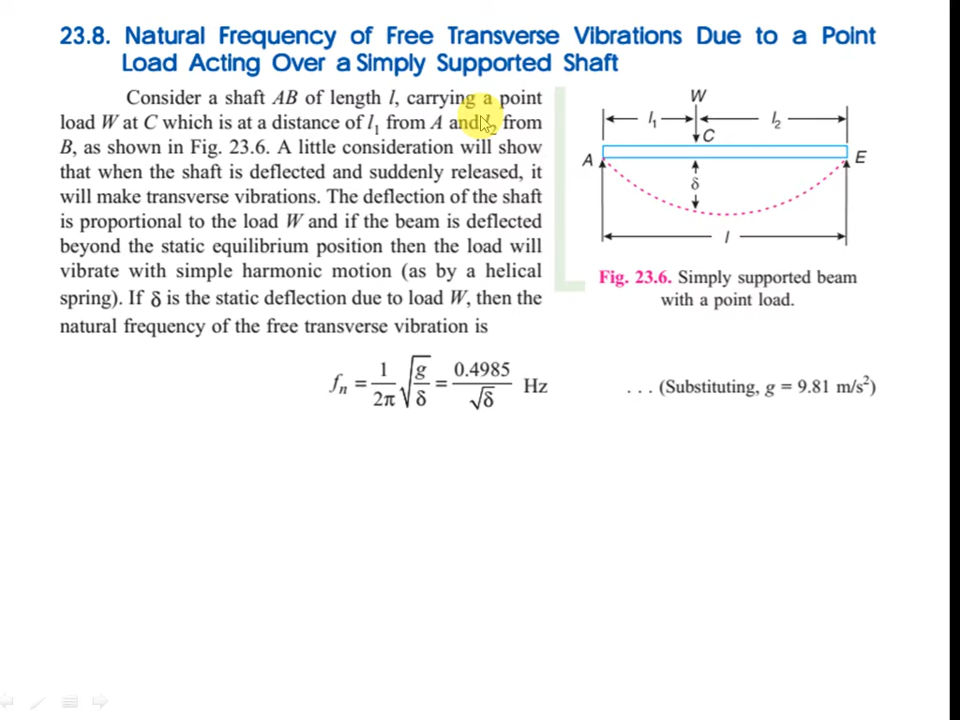 23.8. Natural Frequency of Free Transverse Vibrations Due to a Point
Load Acting Over a Simply Supported Shaft
Consider a shaft AB of length l, carrying a point
load W at C which is at a distance of l₁ from A and l₂ from
B, as shown in Fig. 23.6. A little consideration will show
that when the shaft is deflected and suddenly released, it
will make transverse vibrations. The deflection of the shaft
is proportional to the load W and if the beam is deflected
beyond the static equilibrium position then the load will
vibrate with simple harmonic motion (as by a helical
spring). If δ is the static deflection due to load W, then the
natural frequency of the free transverse vibration is
W
l₁ l₂
C
A E
δ
l
Fig. 23.6. Simply supported beam
with a point load.
fₙ = 1/2π √(g/δ) = 0.4985/√δ Hz . . . (Substituting, g = 9.81 m/s²)